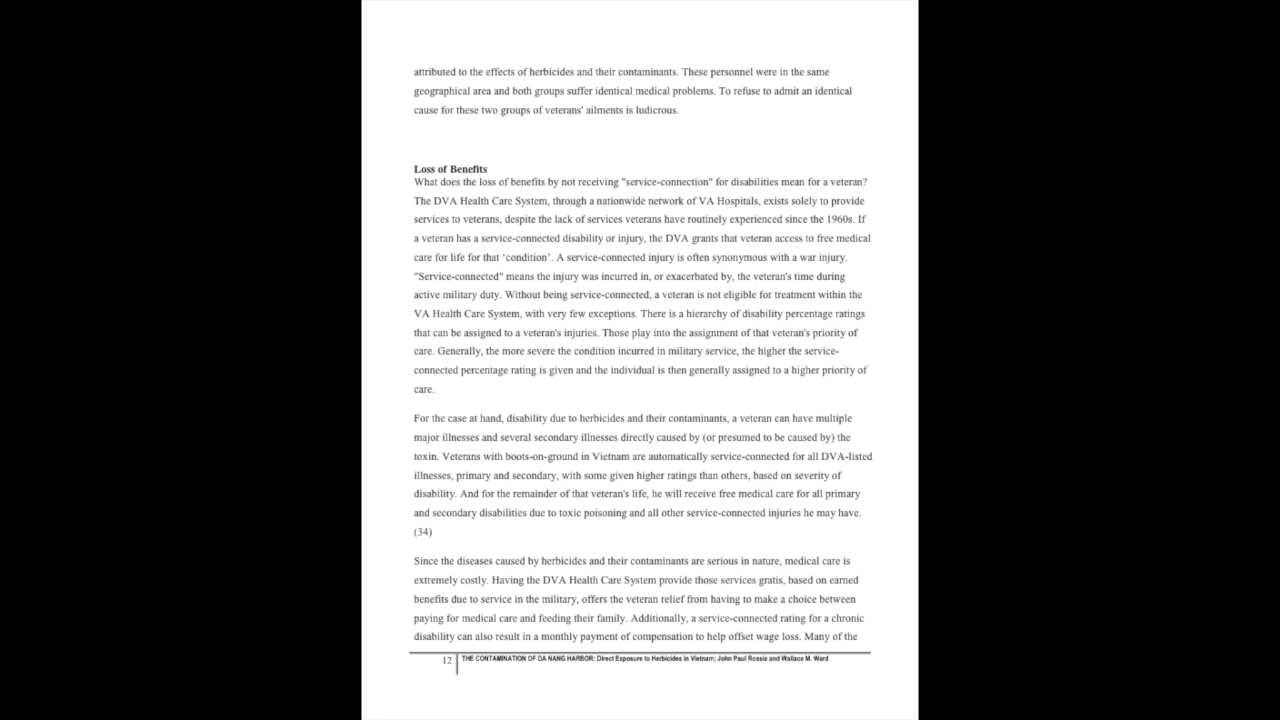 attributed to the effects of herbicides and their contaminants. These personnel were in the same
geographical area and both groups suffer identical medical problems. To refuse to admit an identical
cause for these two groups of veterans' ailments is ludicrous.
Loss of Benefits
What does the loss of benefits by not receiving "service-connection" for disabilities mean for a veteran?
The DVA Health Care System, through a nationwide network of VA Hospitals, exists solely to provide
services to veterans, despite the lack of services veterans have routinely experienced since the 1960s. If
a veteran has a service-connected disability or injury, the DVA grants that veteran access to free medical
care for life for that ‘condition’. A service-connected injury is often synonymous with a war injury.
"Service-connected" means the injury was incurred in, or exacerbated by, the veteran's time during
active military duty. Without being service-connected, a veteran is not eligible for treatment within the
VA Health Care System, with very few exceptions. There is a hierarchy of disability percentage ratings
that can be assigned to a veteran's injuries. Those play into the assignment of that veteran's priority of
care. Generally, the more severe the condition incurred in military service, the higher the service-
connected percentage rating is given and the individual is then generally assigned to a higher priority of
care.
For the case at hand, disability due to herbicides and their contaminants, a veteran can have multiple
major illnesses and several secondary illnesses directly caused by (or presumed to be caused by) the
toxin. Veterans with boots-on-ground in Vietnam are automatically service-connected for all DVA-listed
illnesses, primary and secondary, with some given higher ratings than others, based on severity of
disability. And for the remainder of that veteran's life, he will receive free medical care for all primary
and secondary disabilities due to toxic poisoning and all other service-connected injuries he may have.
(34)
Since the diseases caused by herbicides and their contaminants are serious in nature, medical care is
extremely costly. Having the DVA Health Care System provide those services gratis, based on earned
benefits due to service in the military, offers the veteran relief from having to make a choice between
paying for medical care and feeding their family. Additionally, a service-connected rating for a chronic
disability can also result in a monthly payment of compensation to help offset wage loss. Many of the
12 THE CONTAMINATION OF DA NANG HARBOR: Direct Exposure to Herbicides in Vietnam; John Paul Rossie and Wallace M. Ward